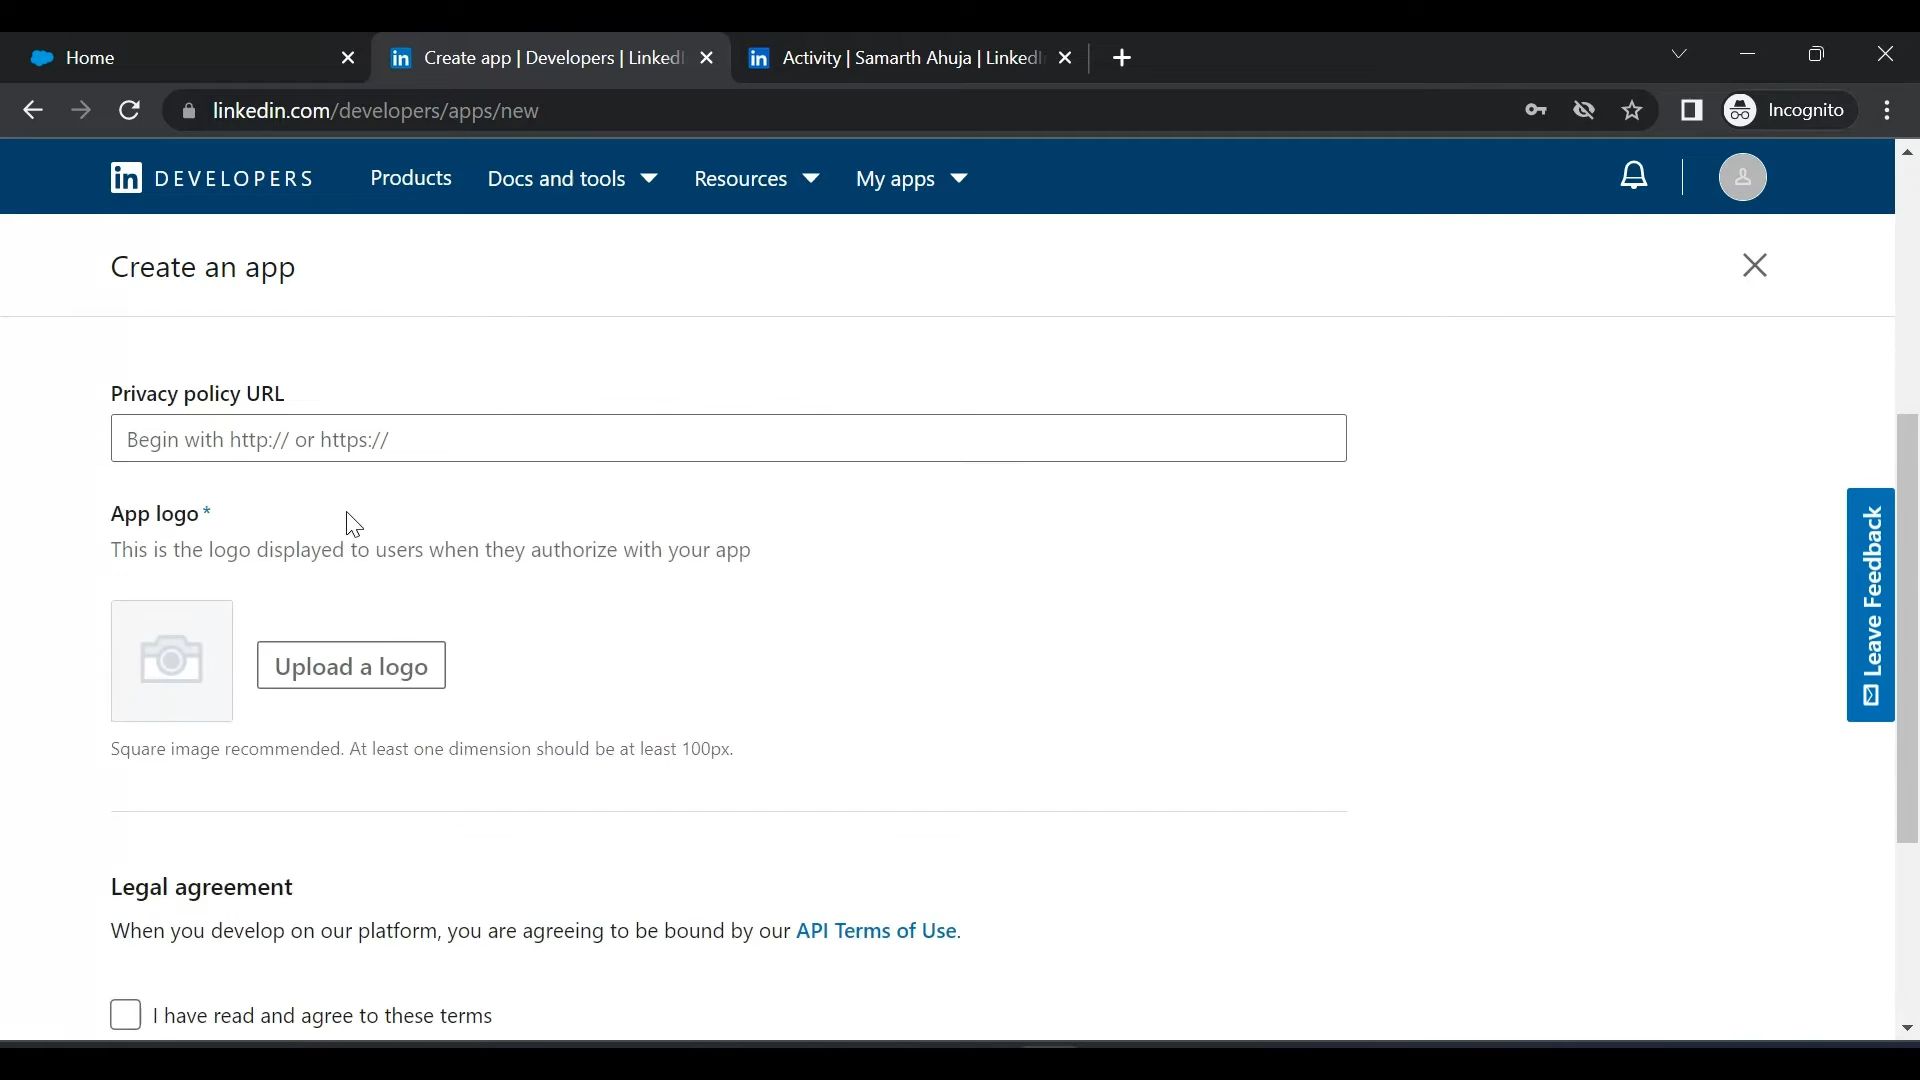 Home
Create app | Developers | Linked
Activity | Samarth Ahuja | Linked
linkedin.com/developers/apps/new
Incognito
in DEVELOPERS
Products
Docs and tools
Resources
My apps
Create an app
Privacy policy URL
Begin with http:// or https://
App logo *
This is the logo displayed to users when they authorize with your app
Upload a logo
Square image recommended. At least one dimension should be at least 100px.
Leave Feedback
Legal agreement
When you develop on our platform, you are agreeing to be bound by our API Terms of Use.
I have read and agree to these terms